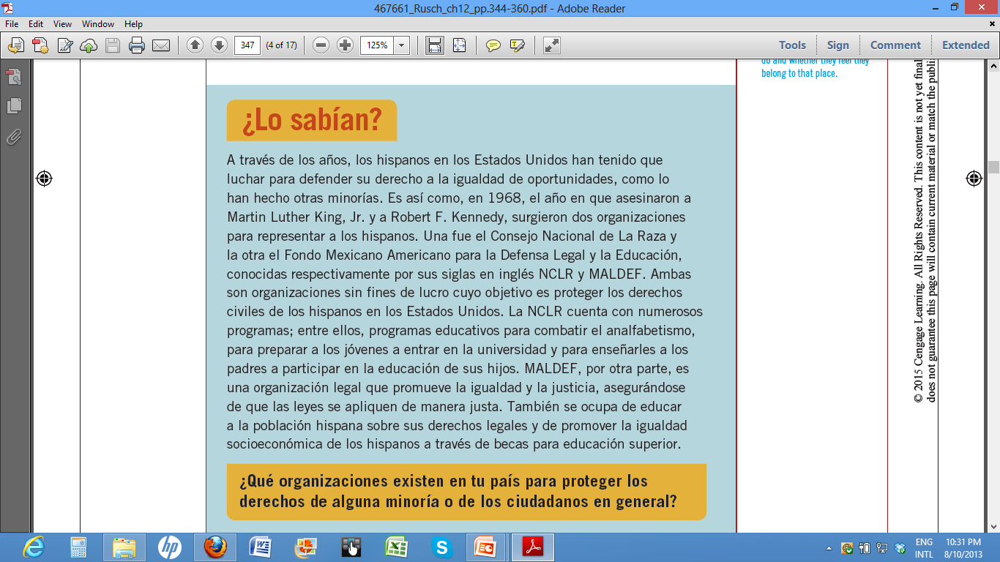 467661_Rusch_ch12_pp.344-360.pdf - Adobe Reader
File Edit View Window Help
347 (4 of 17) 125% Tools Sign Comment Extended
do and whether they feel they
belong to that place.
¿Lo sabían?
A través de los años, los hispanos en los Estados Unidos han tenido que
luchar para defender su derecho a la igualdad de oportunidades, como lo
han hecho otras minorías. Es así como, en 1968, el año en que asesinaron a
Martin Luther King, Jr. y a Robert F. Kennedy, surgieron dos organizaciones
para representar a los hispanos. Una fue el Consejo Nacional de La Raza y
la otra el Fondo Mexicano Americano para la Defensa Legal y la Educación,
conocidas respectivamente por sus siglas en inglés NCLR y MALDEF. Ambas
son organizaciones sin fines de lucro cuyo objetivo es proteger los derechos
civiles de los hispanos en los Estados Unidos. La NCLR cuenta con numerosos
programas; entre ellos, programas educativos para combatir el analfabetismo,
para preparar a los jóvenes a entrar en la universidad y para enseñarles a los
padres a participar en la educación de sus hijos. MALDEF, por otra parte, es
una organización legal que promueve la igualdad y la justicia, asegurándose
de que las leyes se apliquen de manera justa. También se ocupa de educar
a la población hispana sobre sus derechos legales y de promover la igualdad
socioeconómica de los hispanos a través de becas para educación superior.
¿Qué organizaciones existen en tu país para proteger los
derechos de alguna minoría o de los ciudadanos en general?
© 2015 Cengage Learning. All Rights Reserved. This content is not yet final
does not guarantee this page will contain current material or match the publi
hp
ENG 10:31 PM
INTL 8/10/2013